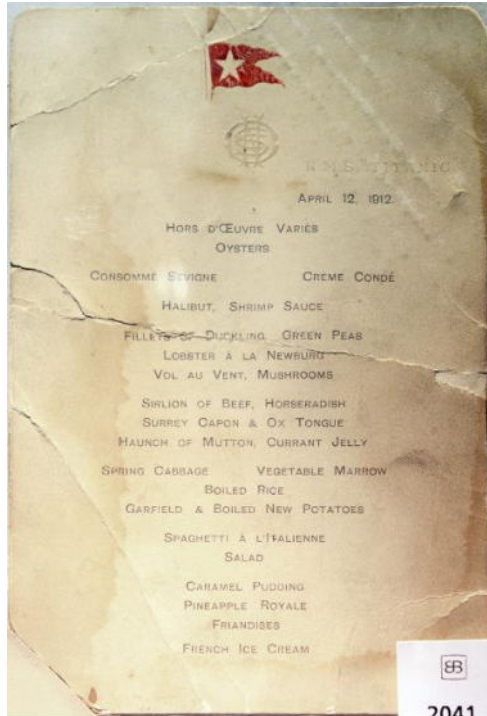 R.M.S. "TITANIC
APRIL 12, 1912.
HORS D'ŒUVRE VARIÉS
OYSTERS
CONSOMMÉ SÉVIGNE CREME CONDÉ
HALIBUT, SHRIMP SAUCE
FILLETS OF DUCKLING, GREEN PEAS
LOBSTER À LA NEWBURG
VOL AU VENT, MUSHROOMS
SIRLION OF BEEF, HORSERADISH
SURREY CAPON & OX TONGUE
HAUNCH OF MUTTON, CURRANT JELLY
SPRING CABBAGE VEGETABLE MARROW
BOILED RICE
GARFIELD & BOILED NEW POTATOES
SPAGHETTI À L'ITALIENNE
SALAD
CARAMEL PUDDING
PINEAPPLE ROYALE
FRIANDISES
FRENCH ICE CREAM
2041